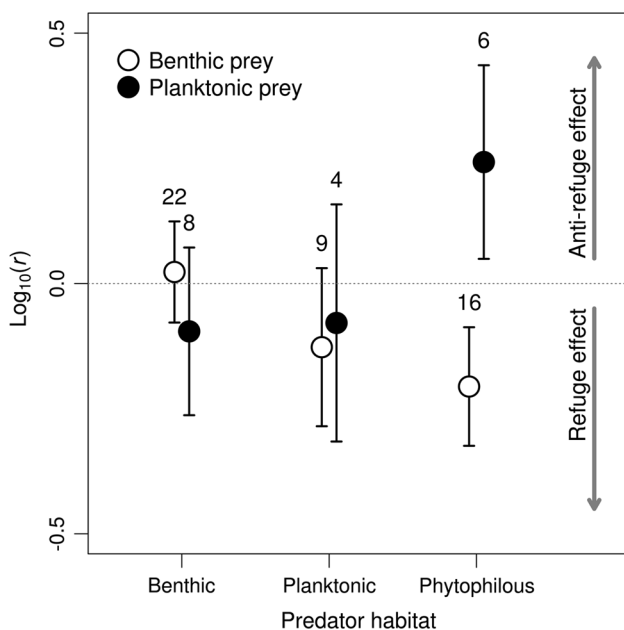 0.5
0.0
-0.5
Log10(r)
Benthic prey
Planktonic prey
22
8
9
4
16
6
Anti-refuge effect
Refuge effect
Benthic
Planktonic
Phytophilous
Predator habitat